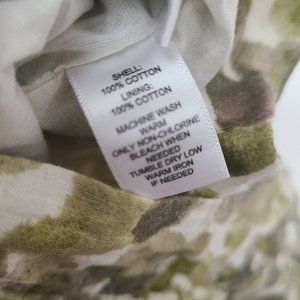 SHELL:
100% COTTON
LINING:
100% COTTON
MACHINE WASH
WARM
ONLY NON-CHLORINE
BLEACH WHEN
NEEDED
TUMBLE DRY LOW
WARM IRON
IF NEEDED